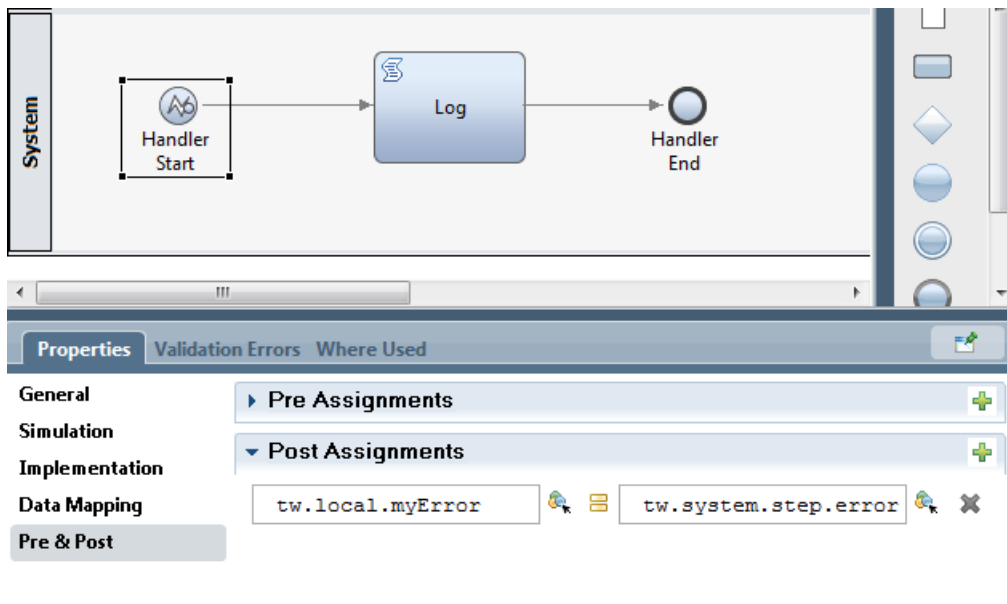 System
Handler
Start
Log
Handler
End
Properties Validation Errors Where Used
General
Simulation
Implementation
Data Mapping
Pre & Post
Pre Assignments
Post Assignments
tw.local.myError
tw.system.step.error